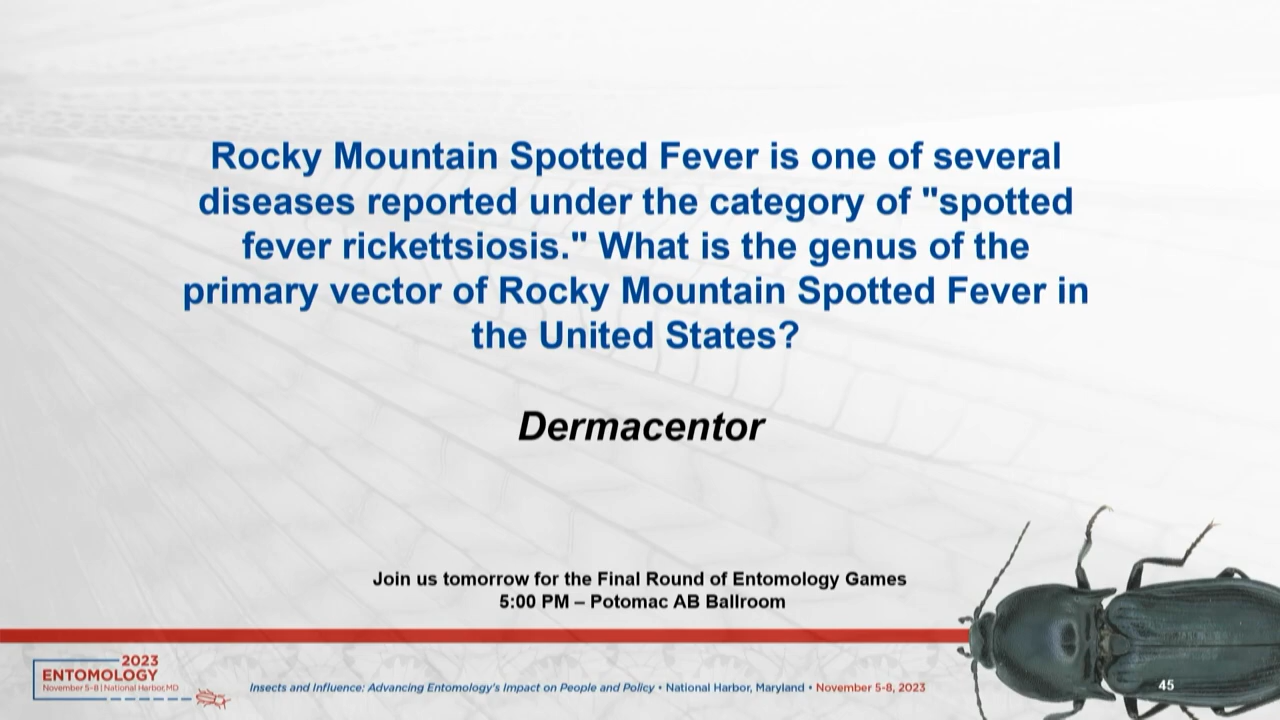 Rocky Mountain Spotted Fever is one of several
diseases reported under the category of "spotted
fever rickettsiosis." What is the genus of the
primary vector of Rocky Mountain Spotted Fever in
the United States?
Dermacentor
Join us tomorrow for the Final Round of Entomology Games
5:00 PM – Potomac AB Ballroom
2023
ENTOMOLOGY
November 5-8 | National Harbor, MD
Insects and Influence: Advancing Entomology's Impact on People and Policy • National Harbor, Maryland • November 5-8, 2023
45